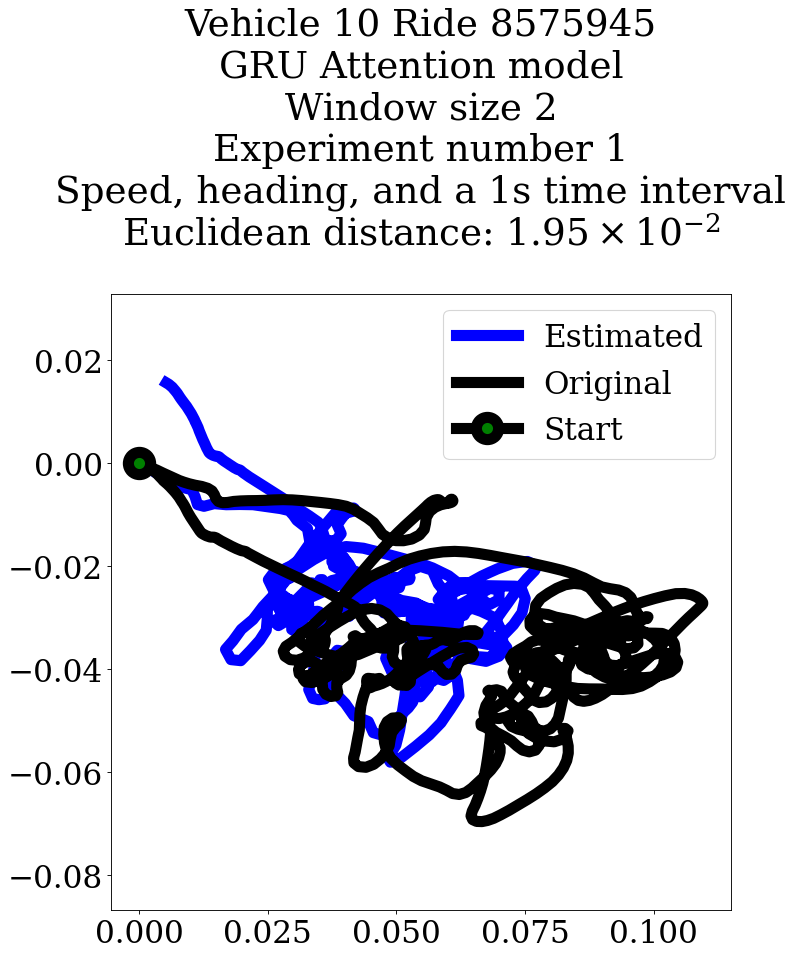 Vehicle 10 Ride 8575945
GRU Attention model
Window size 2
Experiment number 1
Speed, heading, and a 1s time interval
Euclidean distance: 1.95 × 10⁻²
Estimated
Original
Start
0.02
0.00
−0.02
−0.04
−0.06
−0.08
0.000 0.025 0.050 0.075 0.100